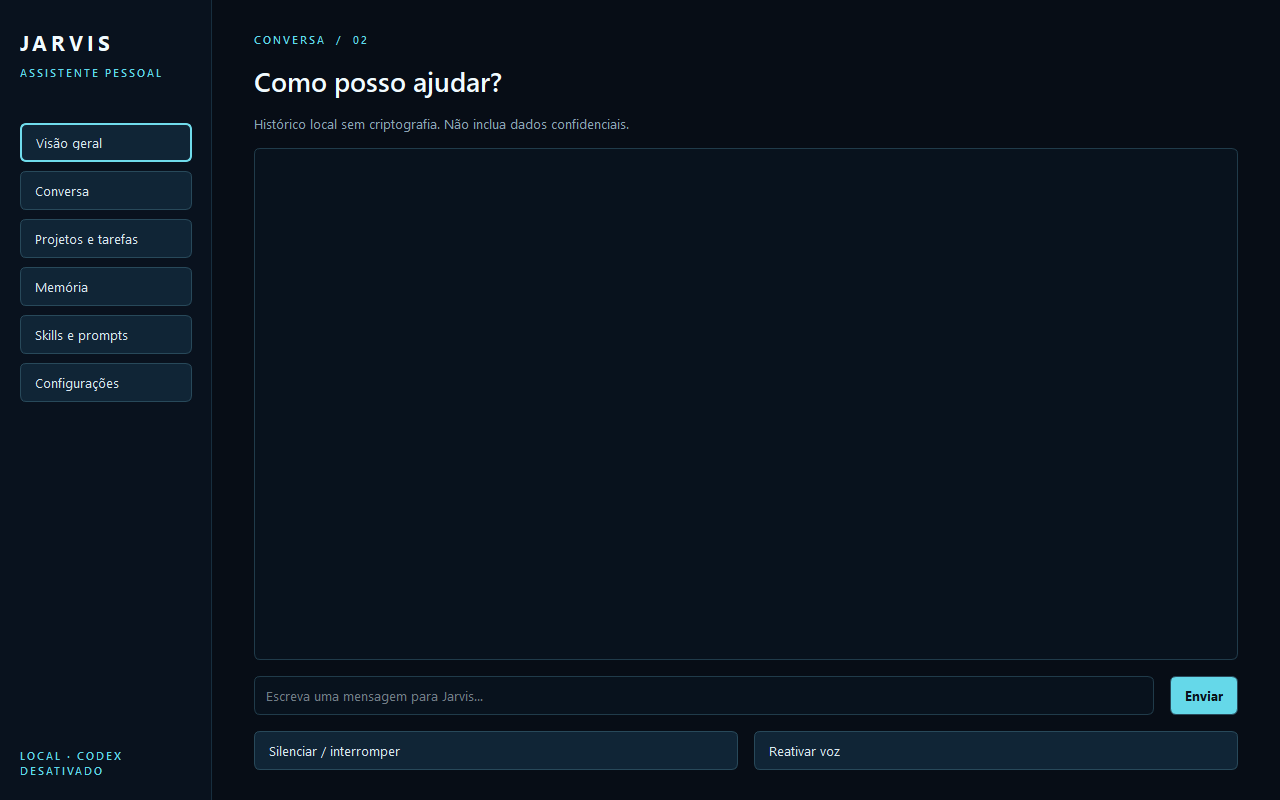 JARVIS
ASSISTENTE PESSOAL
Visão geral
Conversa
Projetos e tarefas
Memória
Skills e prompts
Configurações
LOCAL · CODEX
DESATIVADO
CONVERSA / 02
Como posso ajudar?
Histórico local sem criptografia. Não inclua dados confidenciais.
Escreva uma mensagem para Jarvis...
Enviar
Silenciar / interromper
Reativar voz